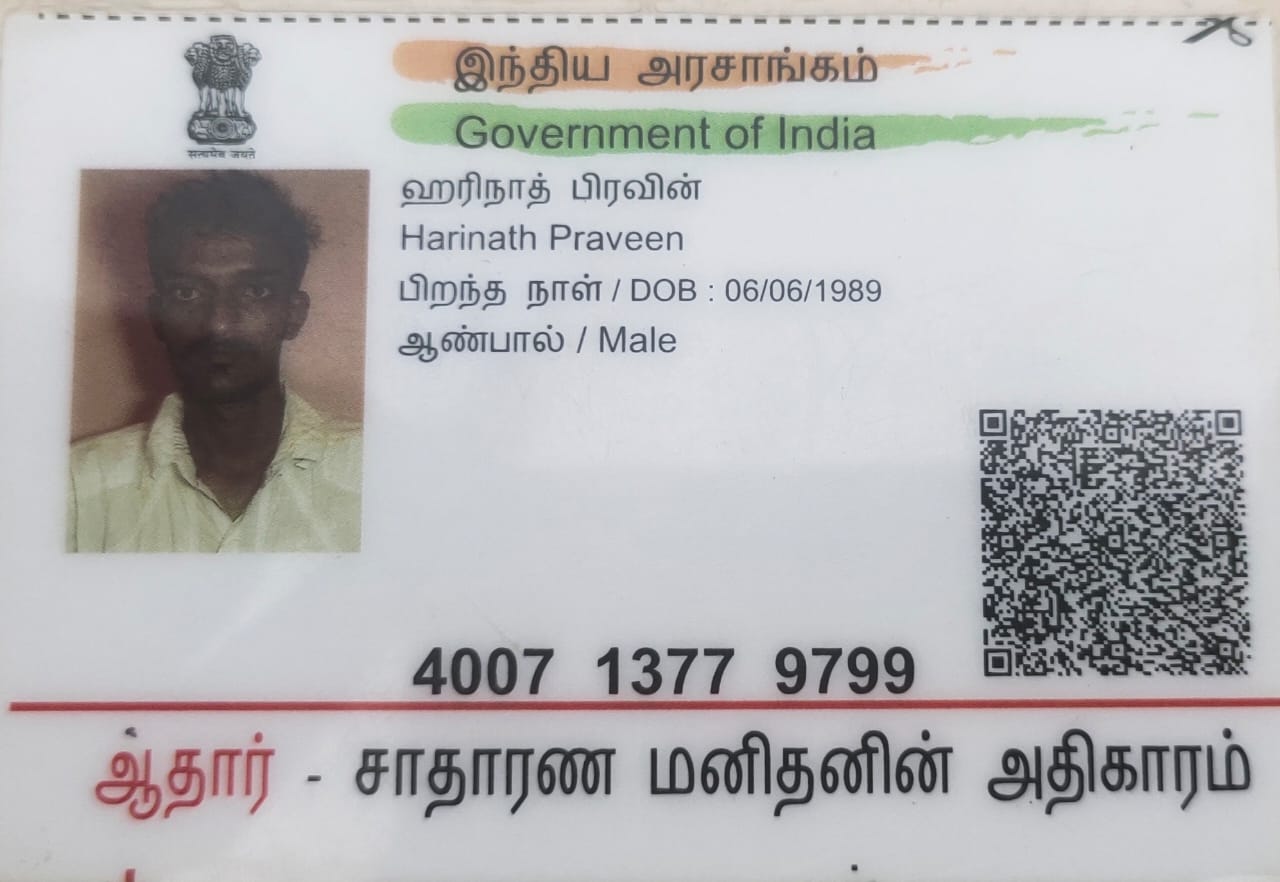 இந்திய அரசாங்கம்
Government of India
सत्यमेव जयते
ஹரிநாத் பிரவின்
Harinath Praveen
பிறந்த நாள் / DOB : 06/06/1989
ஆண்பால் / Male
4007 1377 9799
ஆதார் - சாதாரண மனிதனின் அதிகாரம்